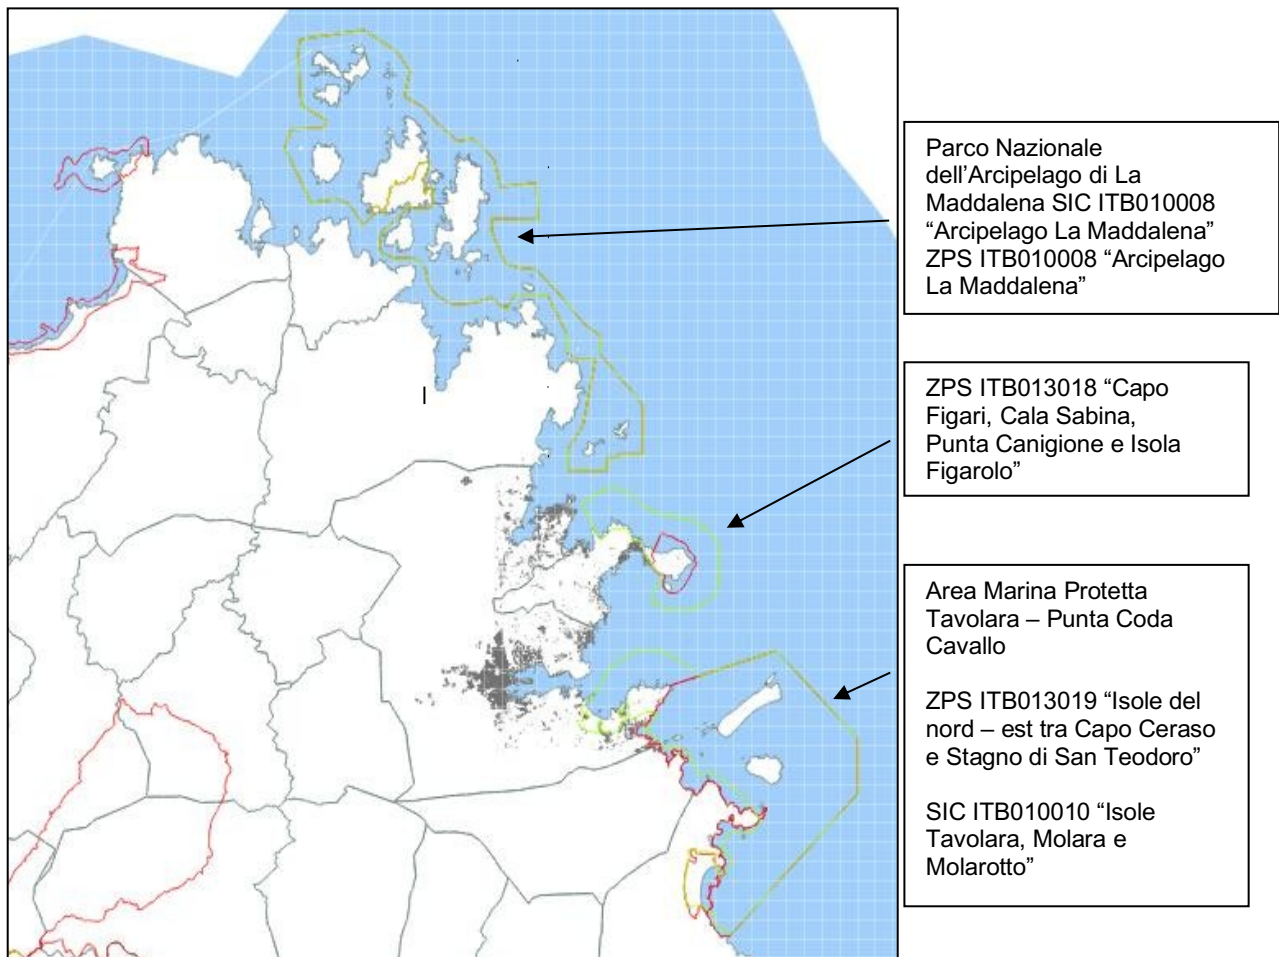 Parco Nazionale
dell’Arcipelago di La
Maddalena SIC ITB010008
“Arcipelago La Maddalena”
ZPS ITB010008 “Arcipelago
La Maddalena”
ZPS ITB013018 “Capo
Figari, Cala Sabina,
Punta Canigione e Isola
Figarolo”
Area Marina Protetta
Tavolara – Punta Coda
Cavallo
ZPS ITB013019 “Isole del
nord – est tra Capo Ceraso
e Stagno di San Teodoro”
SIC ITB010010 “Isole
Tavolara, Molara e
Molarotto”